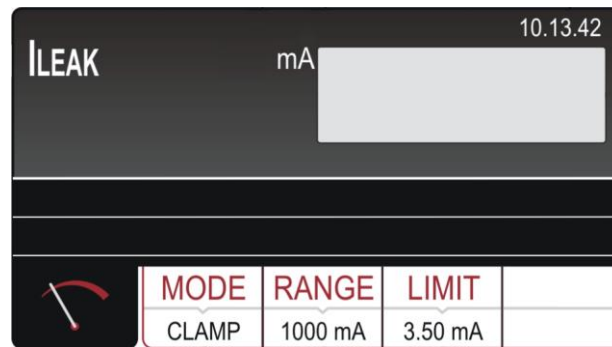 10.13.42
ILEAK mA
MODE RANGE LIMIT
CLAMP 1000 mA 3.50 mA